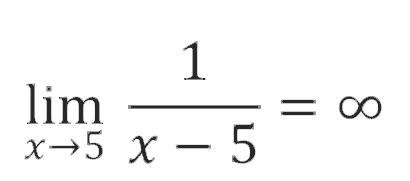 lim_{x→5} 1/(x − 5) = ∞